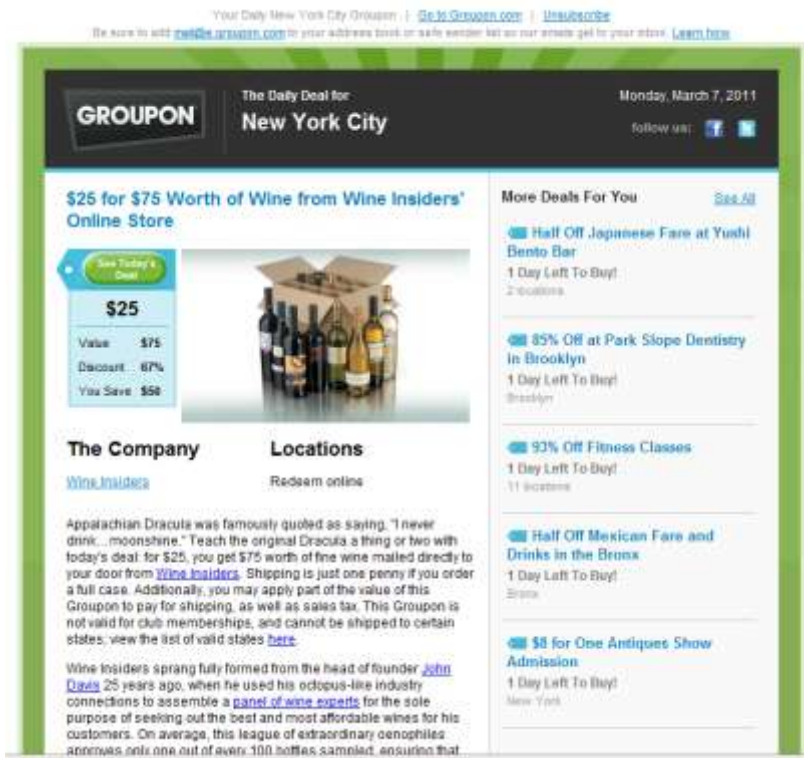 Your Daily New York City Groupon | Go to Groupon.com | Unsubscribe
Be sure to add mail@e.groupon.com to your address book or safe sender list so our emails get to your inbox. Learn how
GROUPON
The Daily Deal for
New York City
Monday, March 7, 2011
follow us:
$25 for $75 Worth of Wine from Wine Insiders'
Online Store
See Today's
Deal
$25
Value $75
Discount 67%
You Save $50
The Company
Wine Insiders
Locations
Redeem online
Appalachian Dracula was famously quoted as saying, "I never
drink... moonshine." Teach the original Dracula a thing or two with
today's deal: for $25, you get $75 worth of fine wine mailed directly to
your door from Wine Insiders. Shipping is just one penny if you order
a full case. Additionally, you may apply part of the value of this
Groupon to pay for shipping, as well as sales tax. This Groupon is
not valid for club memberships, and cannot be shipped to certain
states; view the list of valid states here.
Wine Insiders sprang fully formed from the head of founder John
Davis 25 years ago, when he used his octopus-like industry
connections to assemble a panel of wine experts for the sole
purpose of seeking out the best and most affordable wines for his
customers. On average, this league of extraordinary oenophiles
approves only one out of every 100 bottles sampled, ensuring that
More Deals For You
See All
Half Off Japanese Fare at Yushi
Bento Bar
1 Day Left To Buy!
2 locations
85% Off at Park Slope Dentistry
in Brooklyn
1 Day Left To Buy!
Brooklyn
93% Off Fitness Classes
1 Day Left To Buy!
11 locations
Half Off Mexican Fare and
Drinks in the Bronx
1 Day Left To Buy!
Bronx
$8 for One Antiques Show
Admission
1 Day Left To Buy!
New York